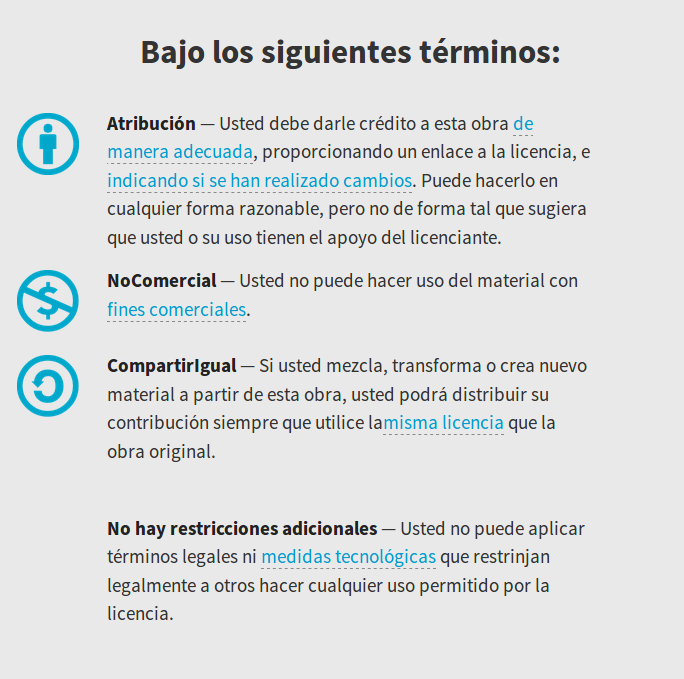 Bajo los siguientes términos:
Atribución — Usted debe darle crédito a esta obra de
manera adecuada, proporcionando un enlace a la licencia, e
indicando si se han realizado cambios. Puede hacerlo en
cualquier forma razonable, pero no de forma tal que sugiera
que usted o su uso tienen el apoyo del licenciante.
NoComercial — Usted no puede hacer uso del material con
fines comerciales.
CompartirIgual — Si usted mezcla, transforma o crea nuevo
material a partir de esta obra, usted podrá distribuir su
contribución siempre que utilice lamisma licencia que la
obra original.
No hay restricciones adicionales — Usted no puede aplicar
términos legales ni medidas tecnológicas que restrinjan
legalmente a otros hacer cualquier uso permitido por la
licencia.